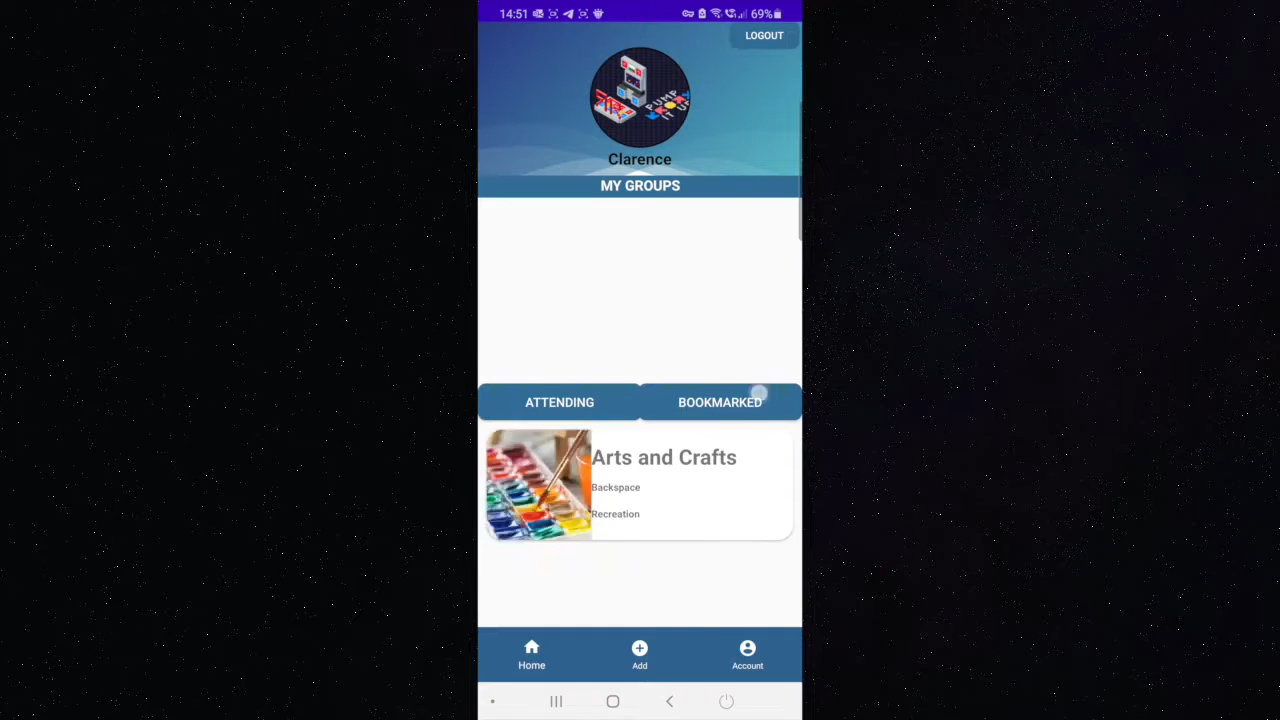 14:51
69%
LOGOUT
PUMP
IT UP
Clarence
MY GROUPS
ATTENDING
BOOKMARKED
Arts and Crafts
Backspace
Recreation
Home
Add
Account